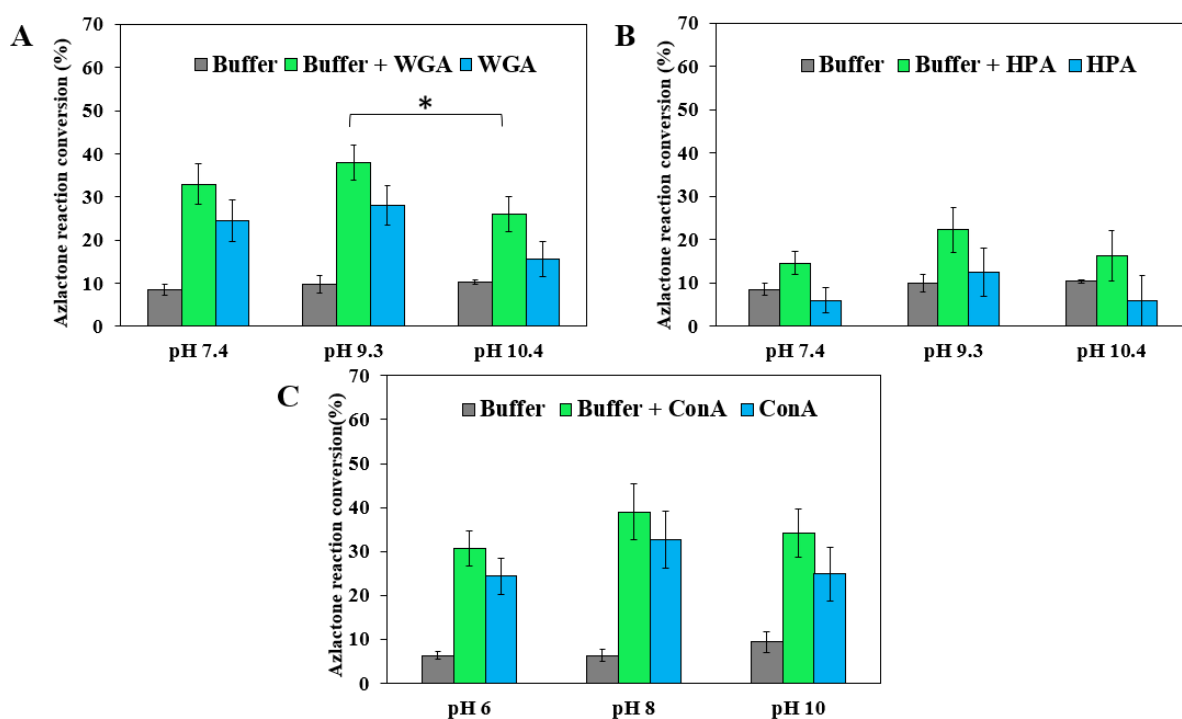 A
Azlactone reaction conversion (%)
70
60
50
40
30
20
10
0
Buffer Buffer + WGA WGA
*
pH 7.4 pH 9.3 pH 10.4
B
Azlactone reaction conversion (%)
70
60
50
40
30
20
10
0
Buffer Buffer + HPA HPA
pH 7.4 pH 9.3 pH 10.4
C
Azlactone reaction conversion(%)
70
60
50
40
30
20
10
0
Buffer Buffer + ConA ConA
pH 6 pH 8 pH 10